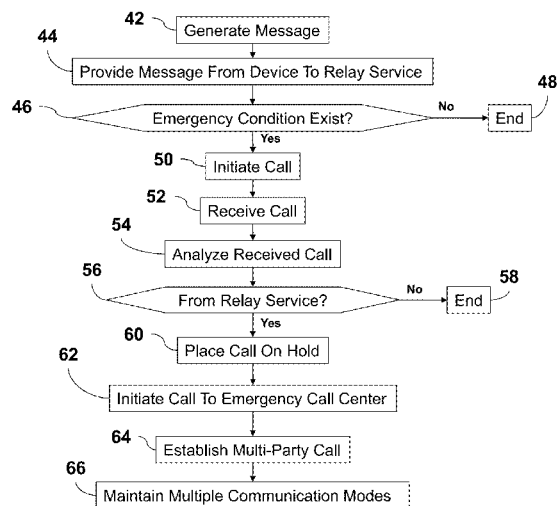 42
Generate Message
44
Provide Message From Device To Relay Service
46
Emergency Condition Exist?
No
End
48
Yes
50
Initiate Call
52
Receive Call
54
Analyze Received Call
56
From Relay Service?
No
End
58
Yes
60
Place Call On Hold
62
Initiate Call To Emergency Call Center
64
Establish Multi-Party Call
66
Maintain Multiple Communication Modes